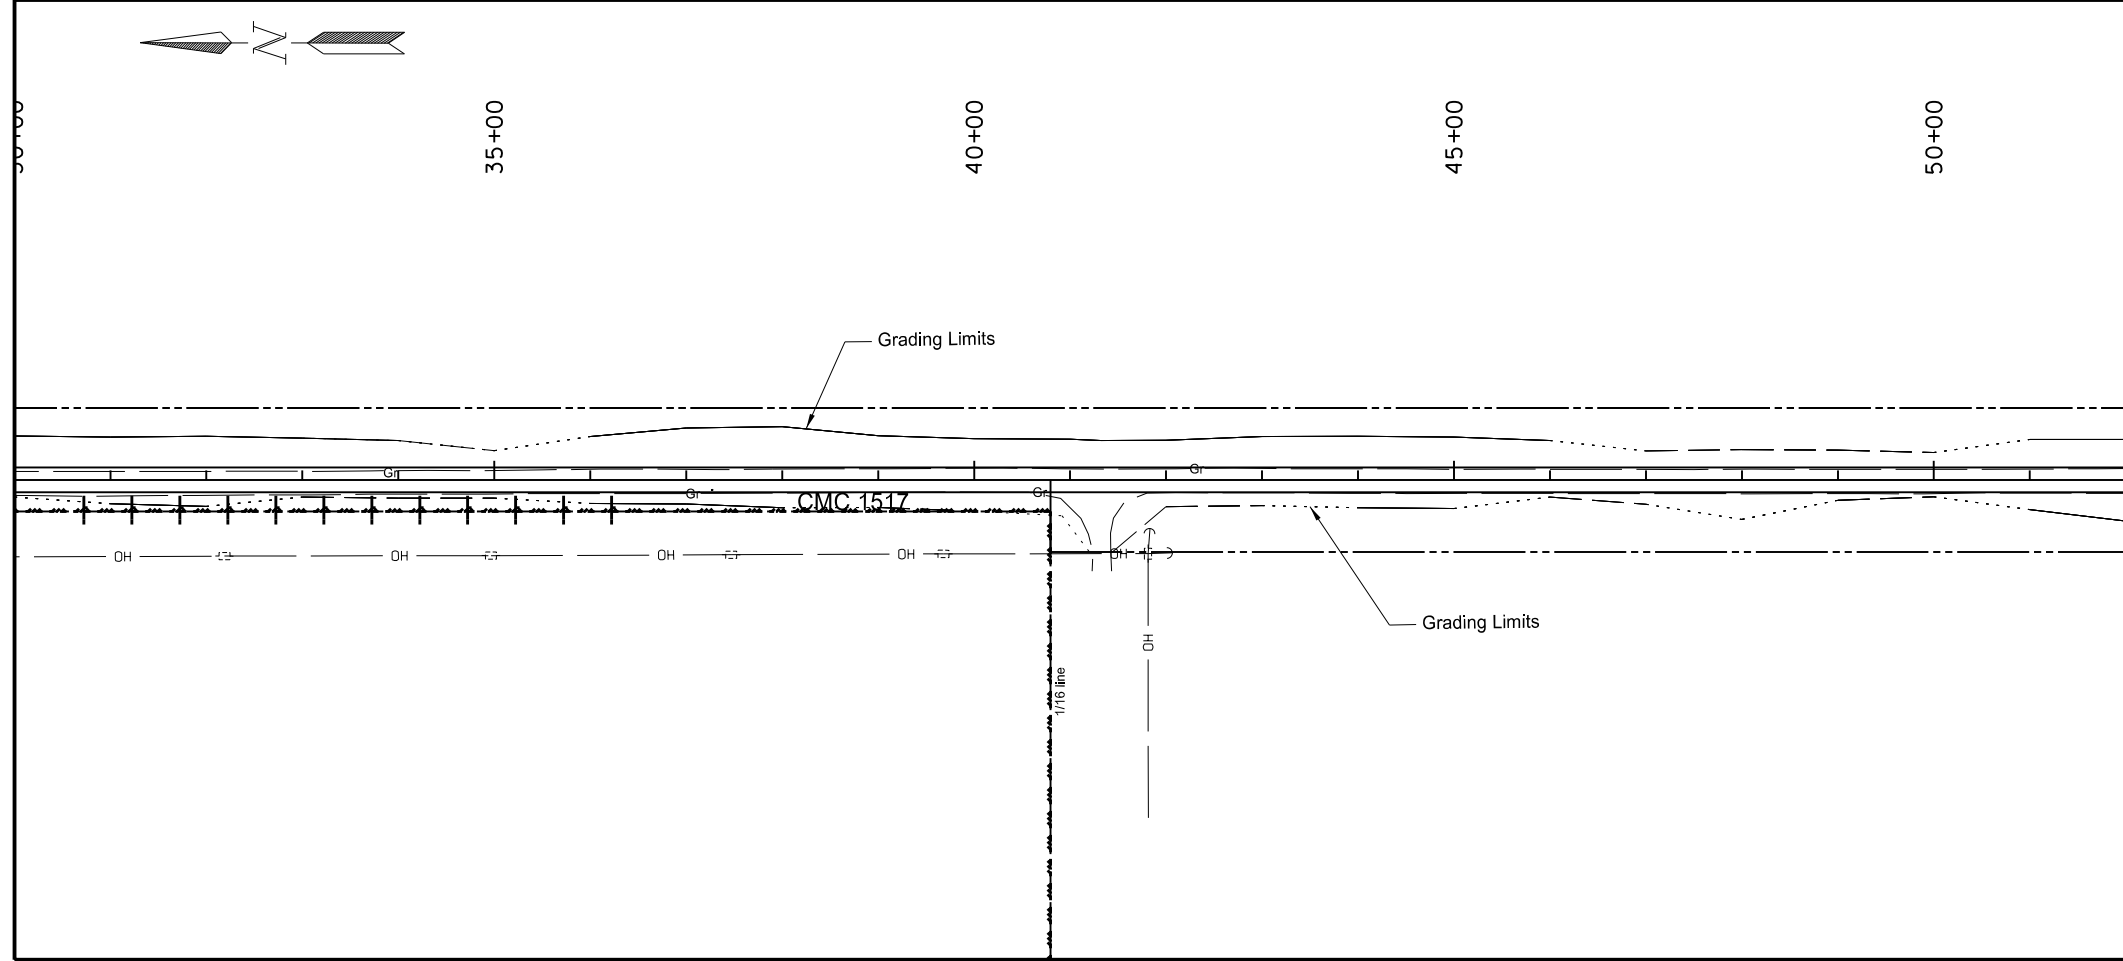 N
35+00
40+00
45+00
50+00
Grading Limits
Gr
Gr
Gr
CMC 1517
Gr
OH
OH
OH
OH
OH
Grading Limits
OH
1/16 line